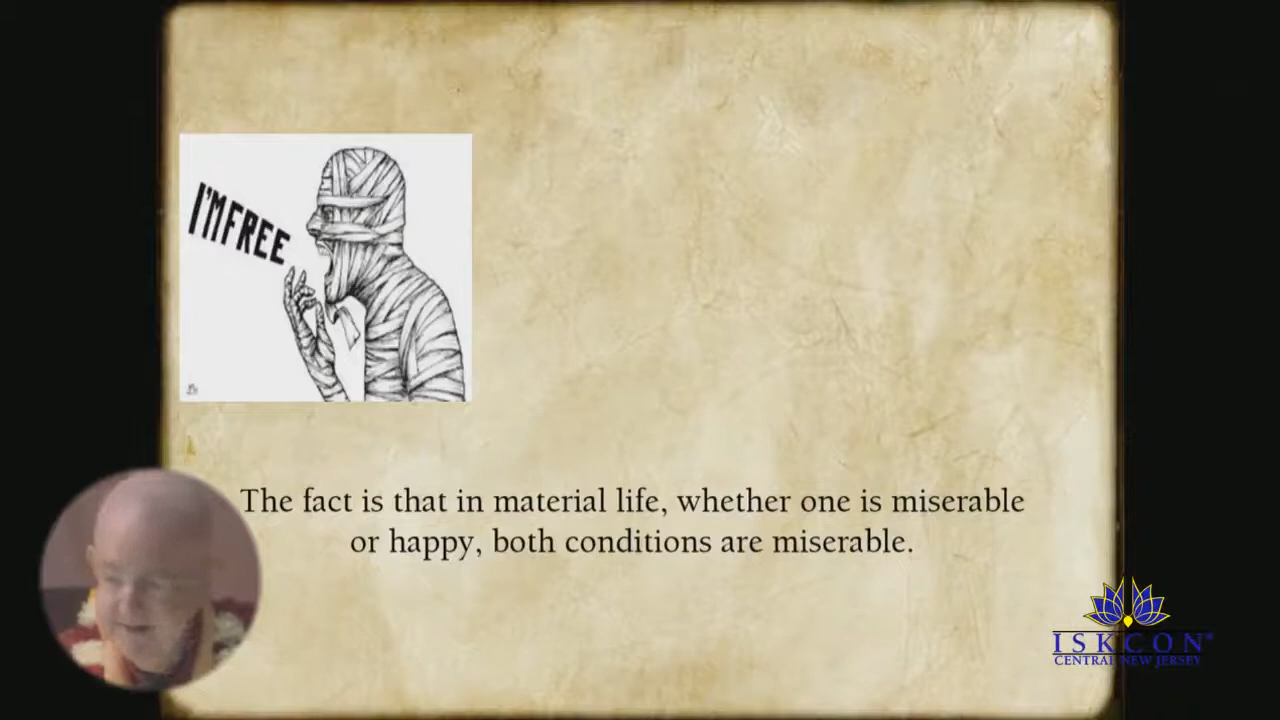 I'M FREE
The fact is that in material life, whether one is miserable
or happy, both conditions are miserable.
ISKCON®
CENTRAL NEW JERSEY